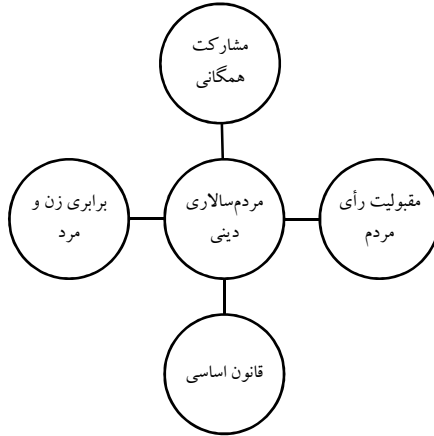 مشارکت
همگانی
مقبولیت رأی
مردم
مردم‌سالاری
دینی
برابری زن و
مرد
قانون اساسی